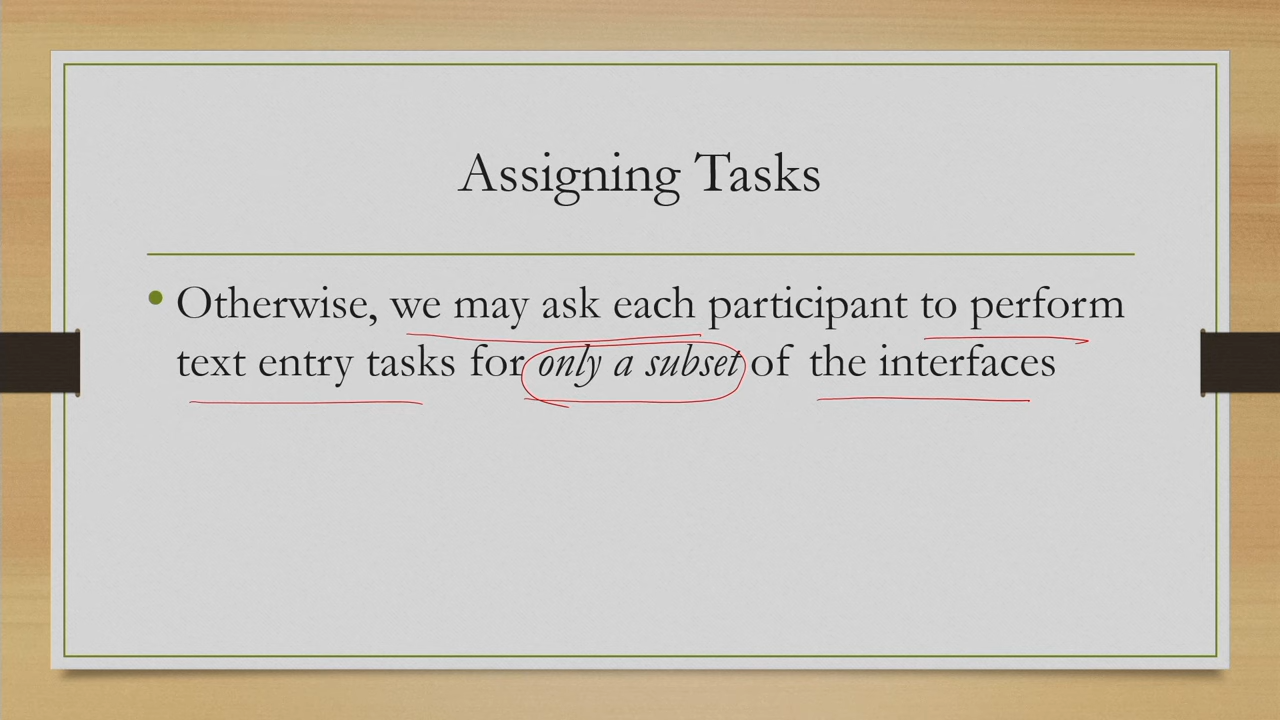 Assigning Tasks
• Otherwise, we may ask each participant to perform
text entry tasks for only a subset of the interfaces